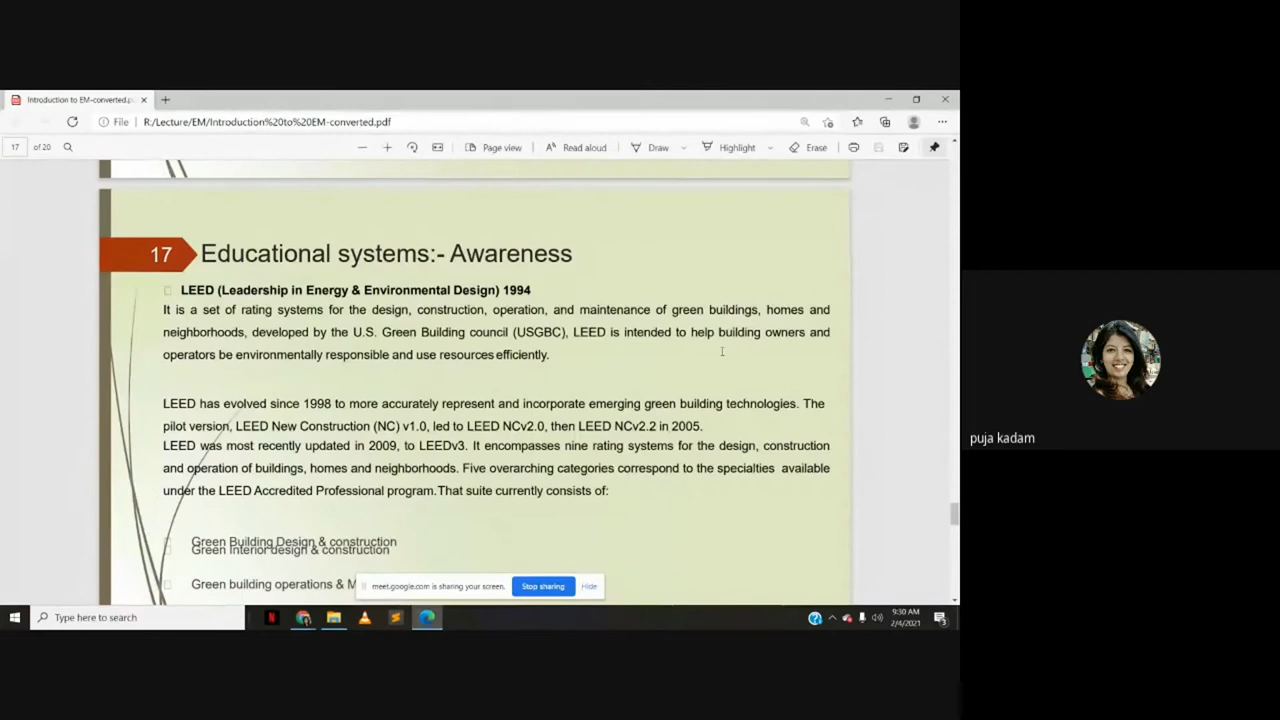 Introduction to EM-converted.p
File R:/Lecture/EM/Introduction%20to%20EM-converted.pdf
17 of 20 Page view Read aloud Draw Highlight Erase
17 Educational systems:- Awareness
LEED (Leadership in Energy & Environmental Design) 1994
It is a set of rating systems for the design, construction, operation, and maintenance of green buildings, homes and
neighborhoods, developed by the U.S. Green Building council (USGBC), LEED is intended to help building owners and
operators be environmentally responsible and use resources efficiently.
LEED has evolved since 1998 to more accurately represent and incorporate emerging green building technologies. The
pilot version, LEED New Construction (NC) v1.0, led to LEED NCv2.0, then LEED NCv2.2 in 2005.
LEED was most recently updated in 2009, to LEEDv3. It encompasses nine rating systems for the design, construction
and operation of buildings, homes and neighborhoods. Five overarching categories correspond to the specialties available
under the LEED Accredited Professional program. That suite currently consists of:
Green Building Design & construction
Green Interior design & construction
Green building operations & M
meet.google.com is sharing your screen. Stop sharing Hide
Type here to search
9:30 AM
2/4/2021
puja kadam